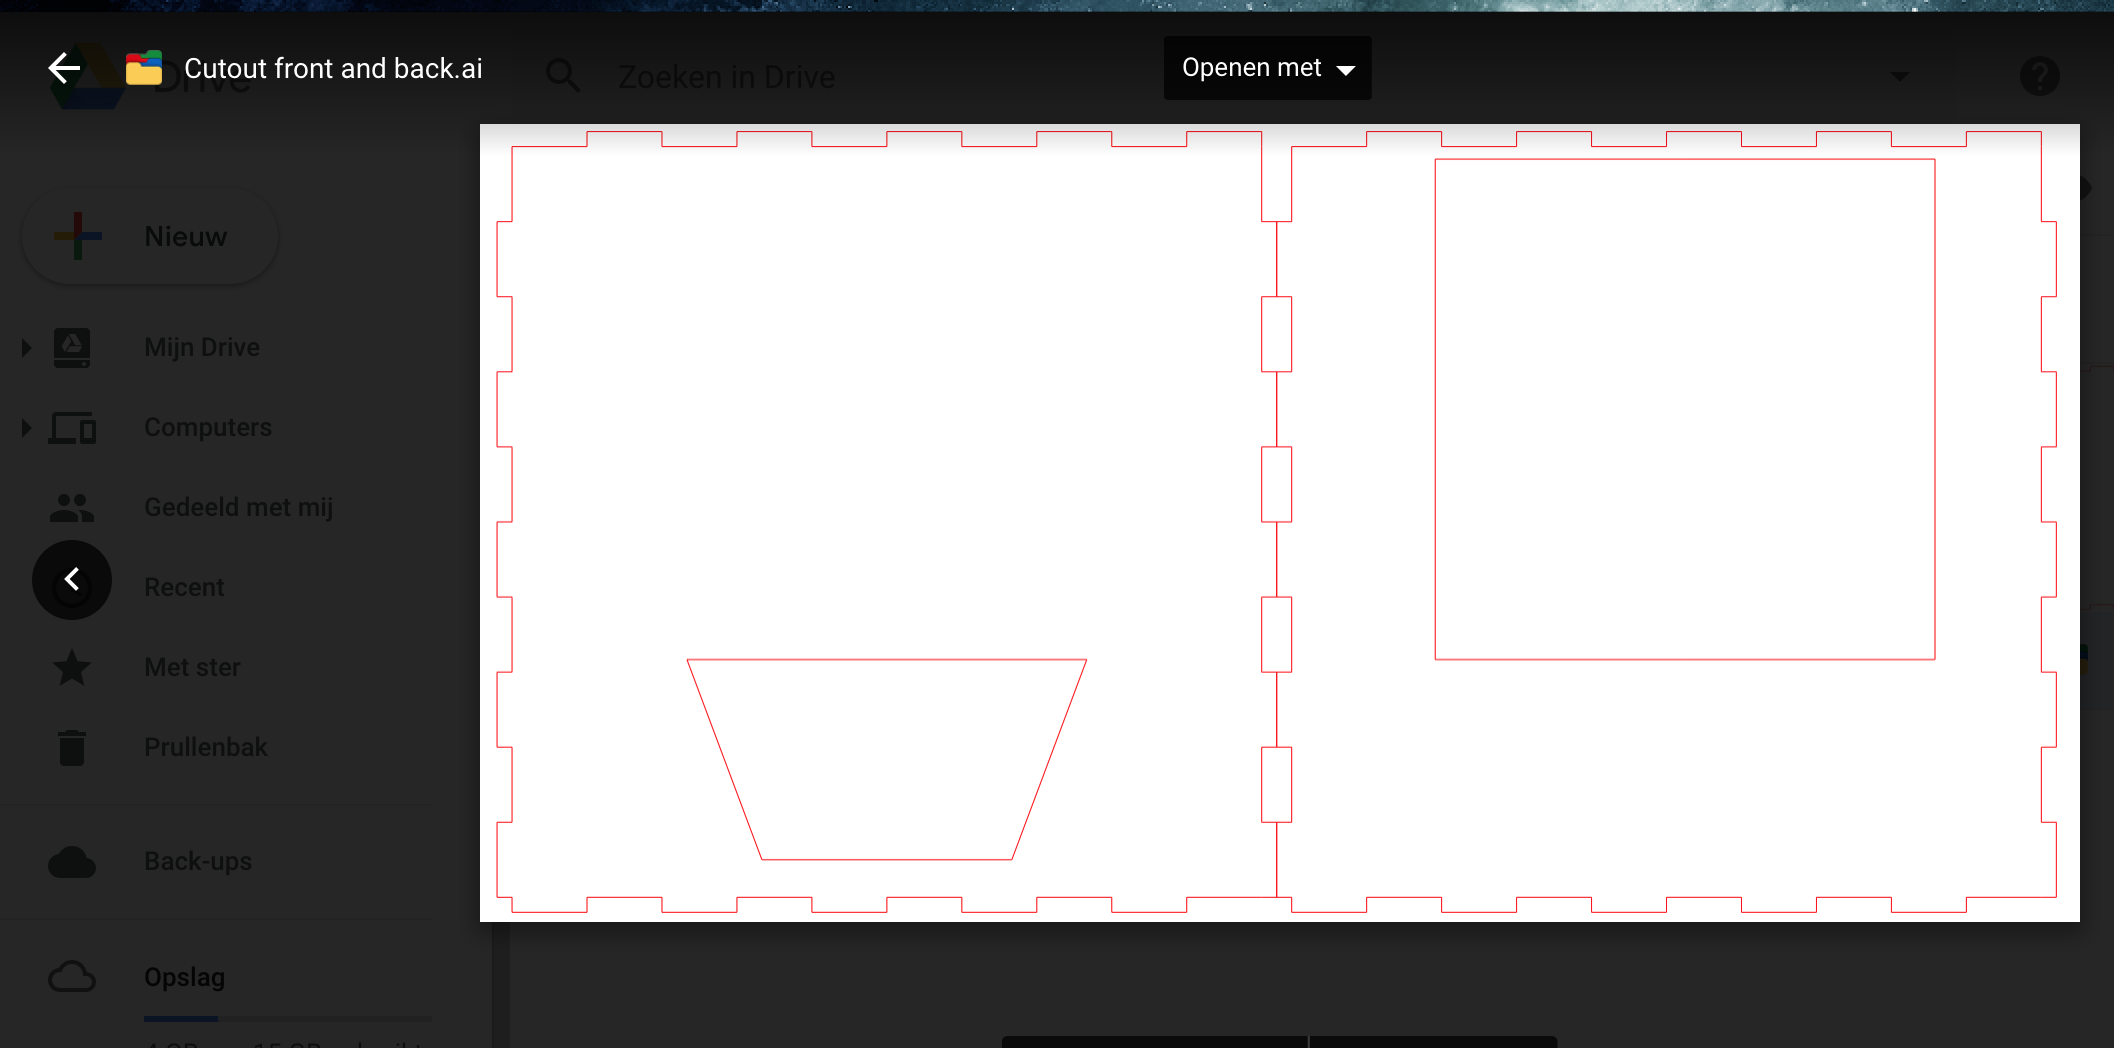 Cutout front and back.ai
Drive
Zoeken in Drive
Openen met
Nieuw
Mijn Drive
Computers
Gedeeld met mij
Recent
Met ster
Prullenbak
Back-ups
Opslag